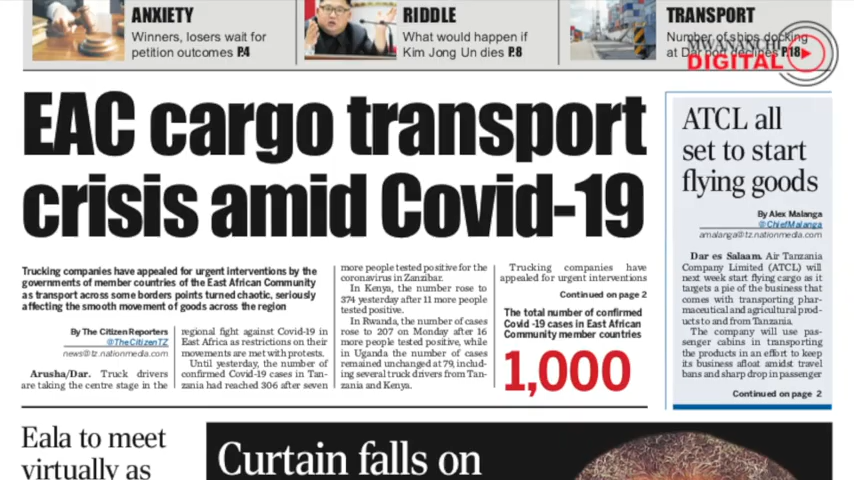 ANXIETY
Winners, losers wait for
petition outcomes P.4
RIDDLE
What would happen if
Kim Jong Un dies P.8
TRANSPORT
Number of ships docking
at Dar port declines P.18
MWANANCHI
DIGITAL
EAC cargo transport
crisis amid Covid-19
Trucking companies have appealed for urgent interventions by the
governments of member countries of the East African Community
as transport across some borders points turned chaotic, seriously
affecting the smooth movement of goods across the region
By The Citizen Reporters
@TheCitizenTZ
news@tz.nationmedia.com
Arusha/Dar. Truck drivers
are taking the centre stage in the
regional fight against Covid-19 in
East Africa as restrictions on their
movements are met with protests.
Until yesterday, the number of
confirmed Covid-19 cases in Tan-
zania had reached 306 after seven
more people tested positive for the
coronavirus in Zanzibar.
In Kenya, the number rose to
374 yesterday after 11 more people
tested positive.
In Rwanda, the number of cases
rose to 207 on Monday after 16
more people tested positive, while
in Uganda the number of cases
remained unchanged at 79, includ-
ing several truck drivers from Tan-
zania and Kenya.
Trucking companies have
appealed for urgent interventions
Continued on page 2
The total number of confirmed
Covid -19 cases in East African
Community member countries
1,000
ATCL all
set to start
flying goods
By Alex Malanga
@ChiefMalanga
amalanga@tz.nationmedia.com
Dar es Salaam. Air Tanzania
Company Limited (ATCL) will
next week start flying cargo as it
targets a pie of the business that
comes with transporting phar-
maceutical and agricultural prod-
ucts to and from Tanzania.
The company will use pas-
senger cabins in transporting
the products in an effort to keep
its business afloat amidst travel
bans and sharp drop in passenger
Continued on page 2
Eala to meet
virtually as
Curtain falls on